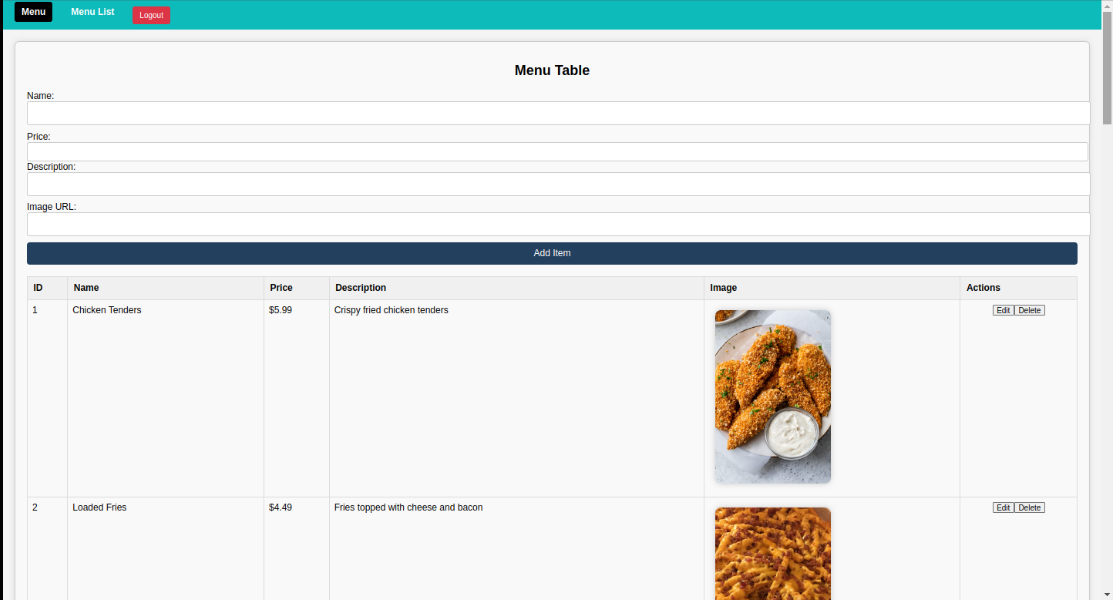 Menu Menu List Logout
Menu Table
Name:
Price:
Description:
Image URL:
Add Item
ID Name Price Description Image Actions
1 Chicken Tenders $5.99 Crispy fried chicken tenders Edit Delete
2 Loaded Fries $4.49 Fries topped with cheese and bacon Edit Delete